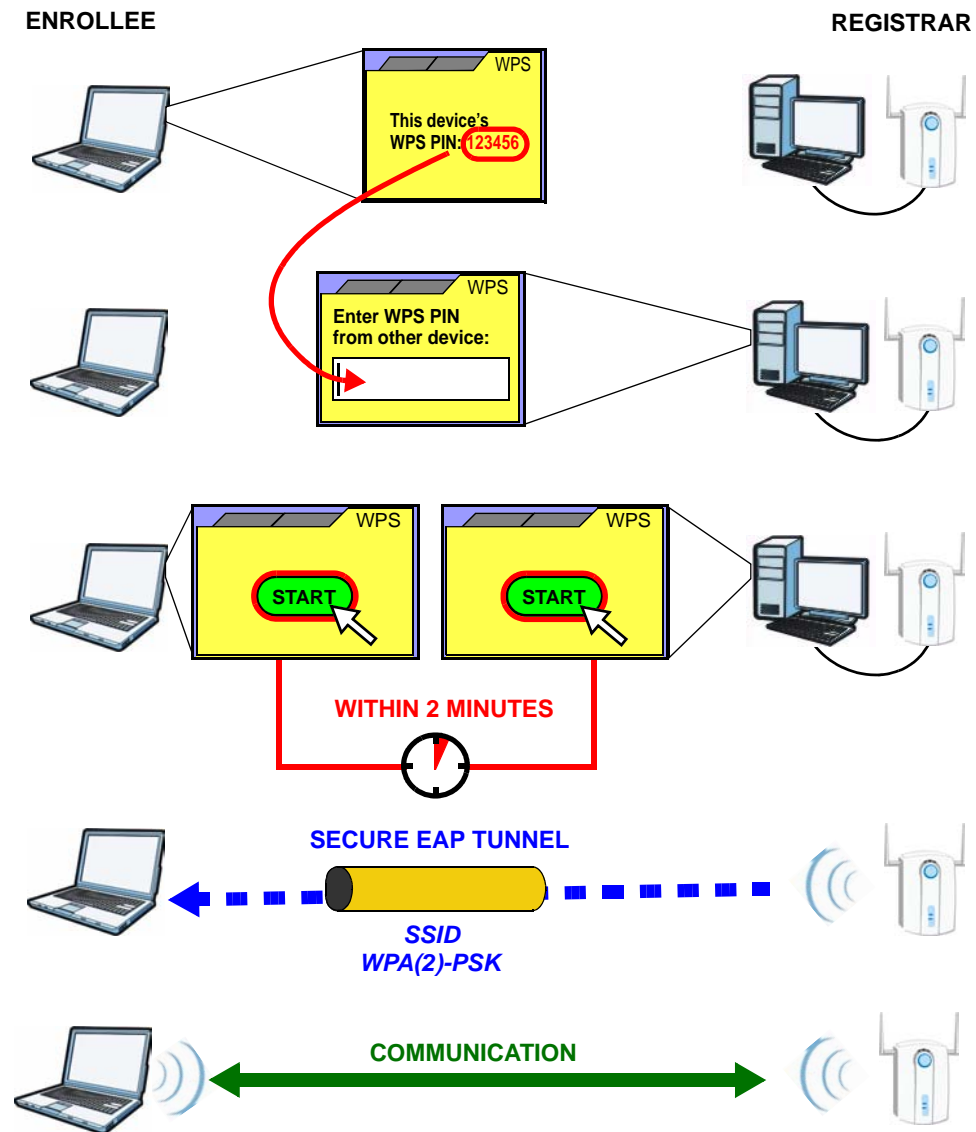 ENROLLEE
REGISTRAR
WPS
This device's
WPS PIN: 123456
WPS
Enter WPS PIN
from other device:
WPS
WPS
START
START
WITHIN 2 MINUTES
SECURE EAP TUNNEL
SSID
WPA(2)-PSK
COMMUNICATION